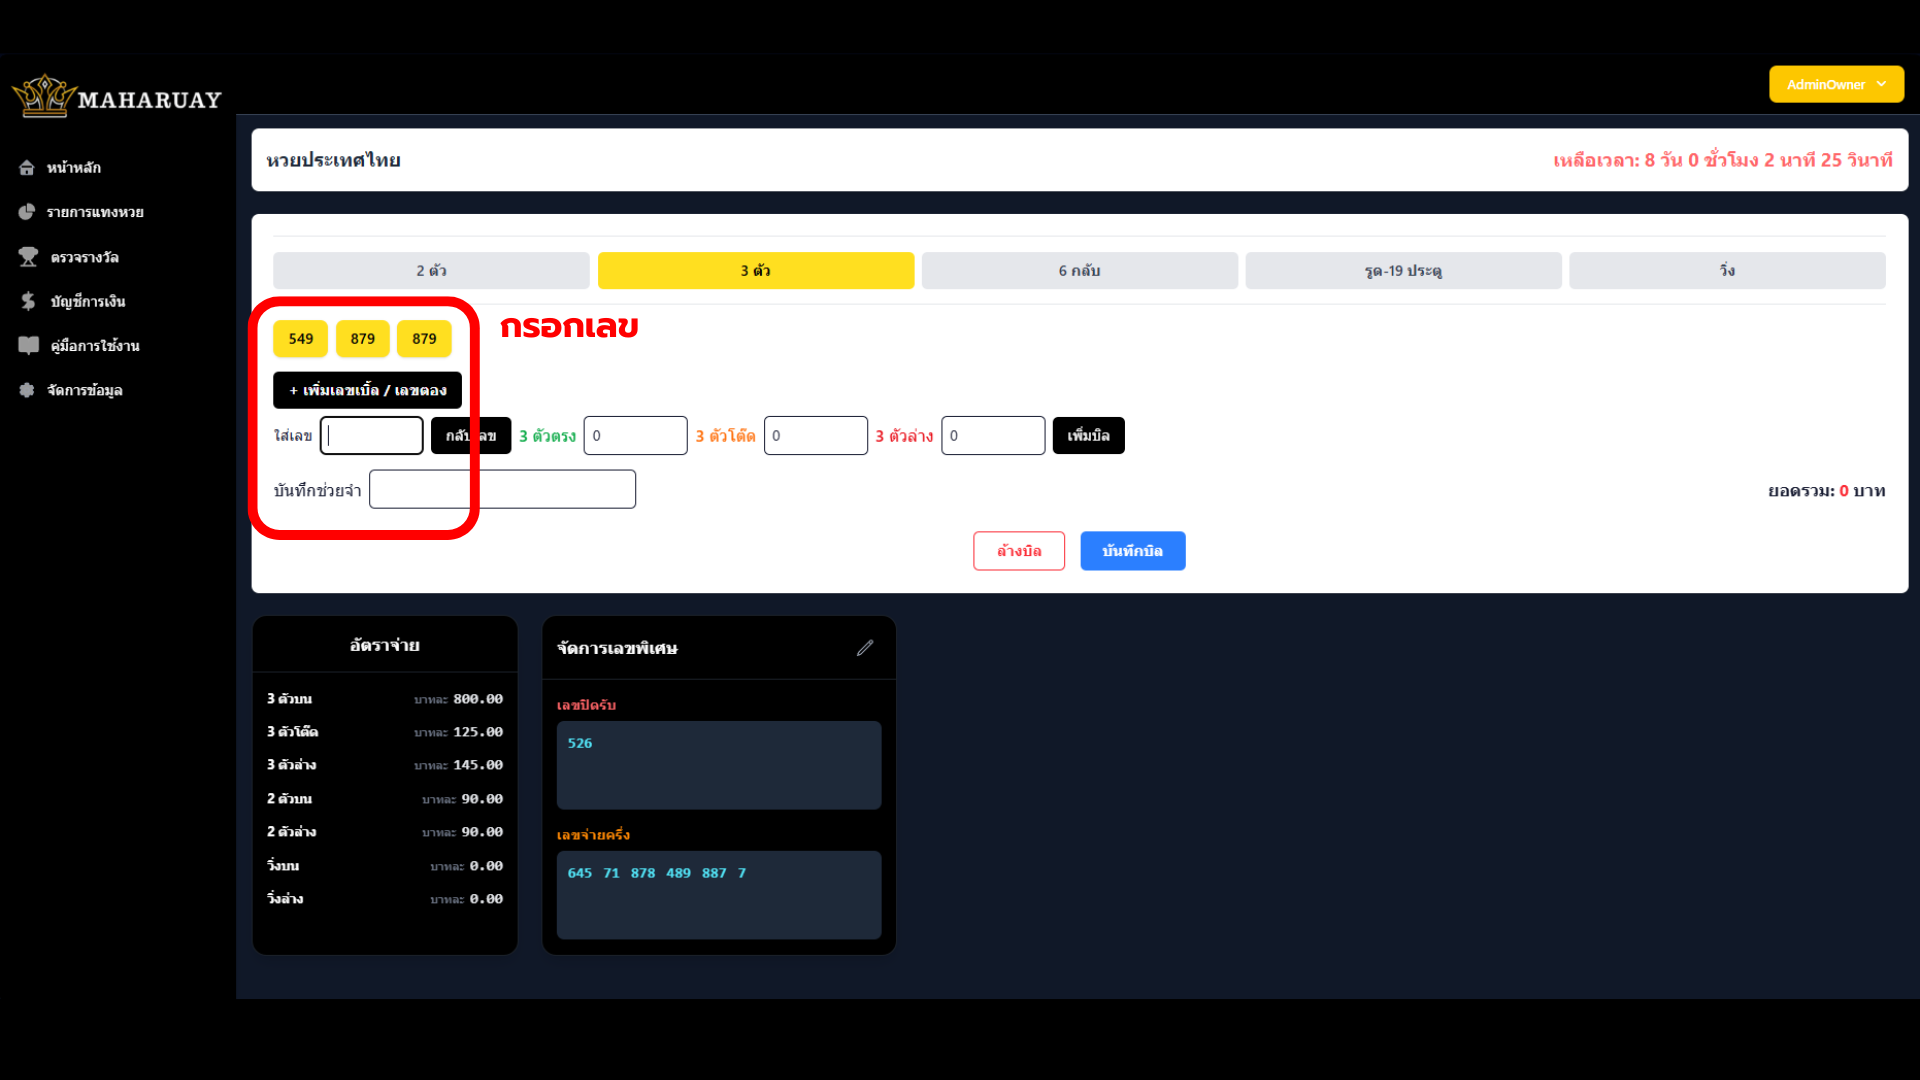 MAHARUAY
AdminOwner
หน้าหลัก
รายการแทงหวย
ตรวจรางวัล
บัญชีการเงิน
คู่มือการใช้งาน
จัดการข้อมูล
หวยประเทศไทย
เหลือเวลา: 8 วัน 0 ชั่วโมง 2 นาที 25 วินาที
2 ตัว 3 ตัว 6 กลับ รูด-19 ประตู วิ่ง
549 879 879
กรอกเลข
+ เพิ่มเลขเบิ้ล / เลขตอง
ใส่เลข กลับเลข 3 ตัวตรง 0 3 ตัวโต๊ด 0 3 ตัวล่าง 0 เพิ่มบิล
บันทึกช่วยจำ
ยอดรวม: 0 บาท
ล้างบิล บันทึกบิล
อัตราจ่าย
3 ตัวบน บาทละ 800.00
3 ตัวโต๊ด บาทละ: 125.00
3 ตัวล่าง บาทละ: 145.00
2 ตัวบน บาทละ: 90.00
2 ตัวล่าง บาทละ: 90.00
วิ่งบน บาทละ: 0.00
วิ่งล่าง บาทละ: 0.00
จัดการเลขพิเศษ
เลขปิดรับ
526
เลขจ่ายครึ่ง
645 71 878 489 887 7